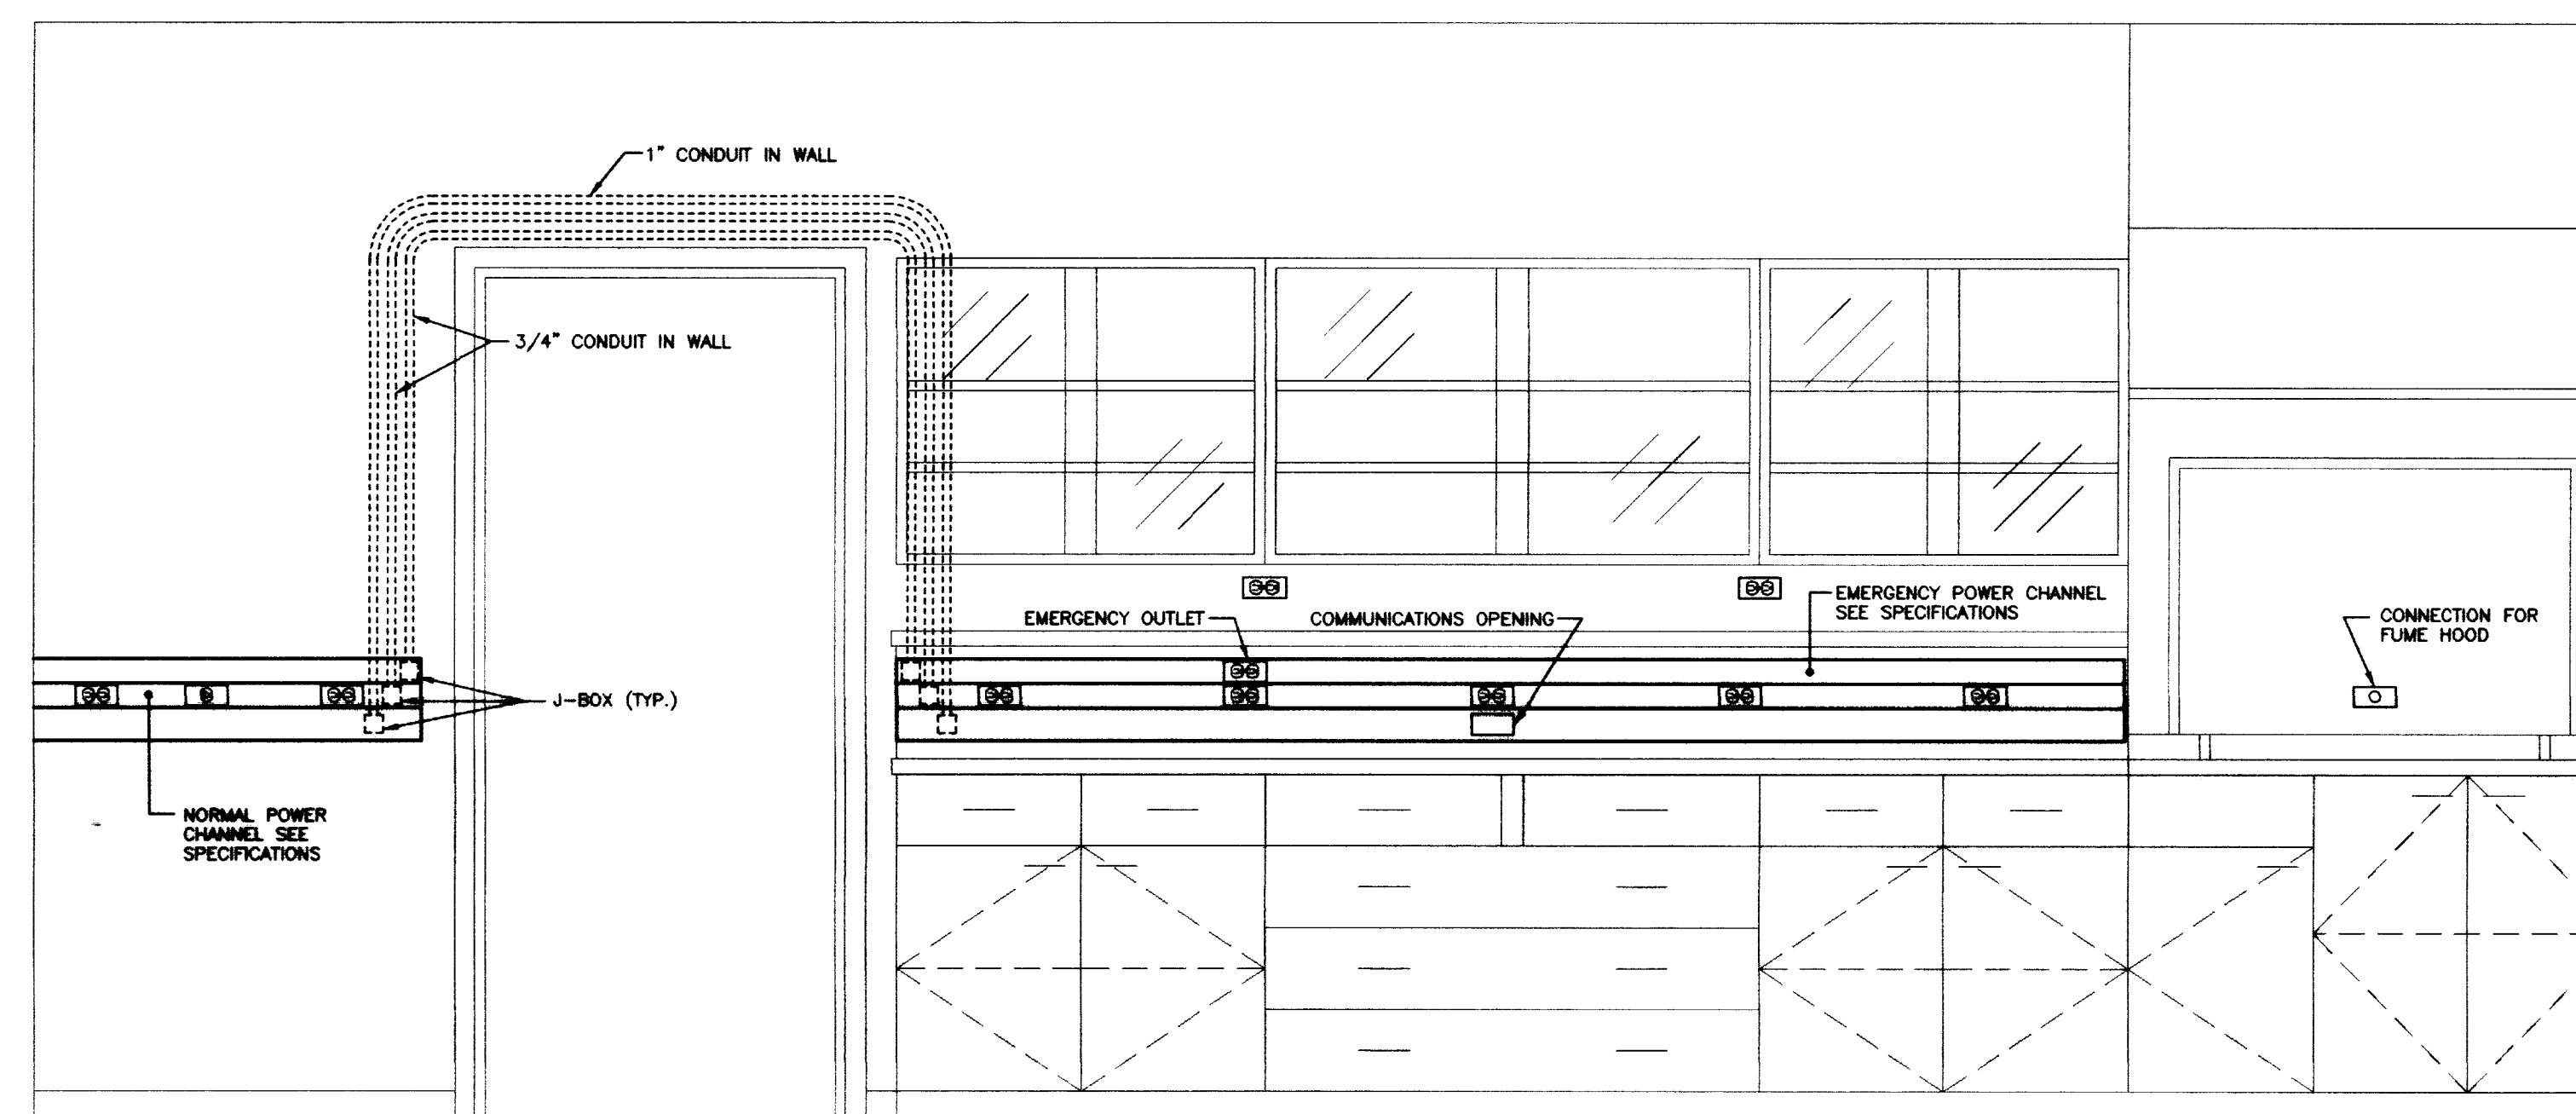 1" CONDUIT IN WALL
3/4" CONDUIT IN WALL
EMERGENCY POWER CHANNEL
SEE SPECIFICATIONS
EMERGENCY OUTLET
COMMUNICATIONS OPENING
CONNECTION FOR
FUME HOOD
J-BOX (TYP.)
NORMAL POWER
CHANNEL SEE
SPECIFICATIONS